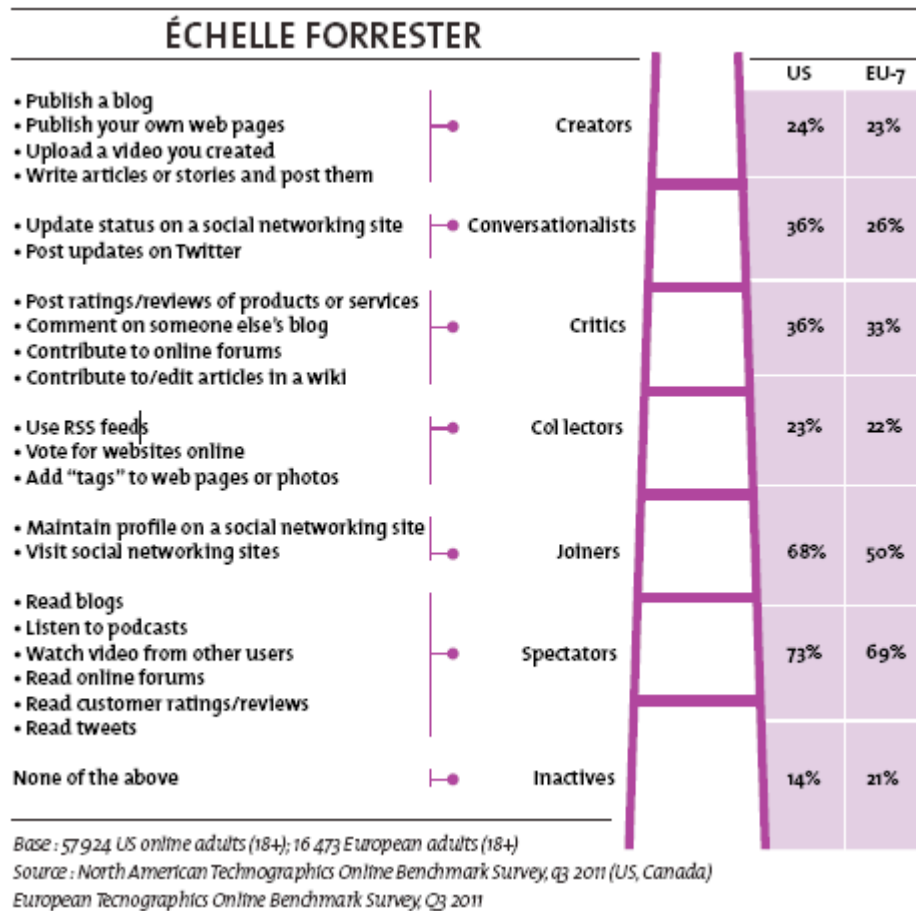 ÉCHELLE FORRESTER
US EU-7
• Publish a blog
• Publish your own web pages
• Upload a video you created
• Write articles or stories and post them
Creators 24% 23%
• Update status on a social networking site
• Post updates on Twitter
Conversationalists 36% 26%
• Post ratings/reviews of products or services
• Comment on someone else's blog
• Contribute to online forums
• Contribute to/edit articles in a wiki
Critics 36% 33%
• Use RSS feeds
• Vote for websites online
• Add “tags” to web pages or photos
Collectors 23% 22%
• Maintain profile on a social networking site
• Visit social networking sites
Joiners 68% 50%
• Read blogs
• Listen to podcasts
• Watch video from other users
• Read online forums
• Read customer ratings/reviews
• Read tweets
Spectators 73% 69%
None of the above
Inactives 14% 21%
Base : 57 924 US online adults (18+); 16 473 European adults (18+)
Source : North American Technographics Online Benchmark Survey, q3 2011 (US, Canada)
European Tecnographics Online Benchmark Survey, Q3 2011